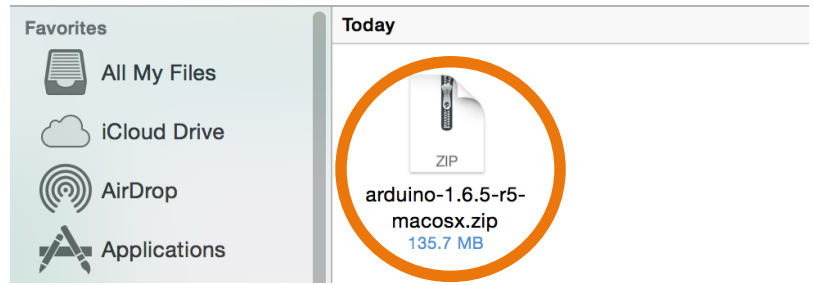 Favorites
All My Files
iCloud Drive
AirDrop
Applications
Today
ZIP
arduino-1.6.5-r5-
macosx.zip
135.7 MB